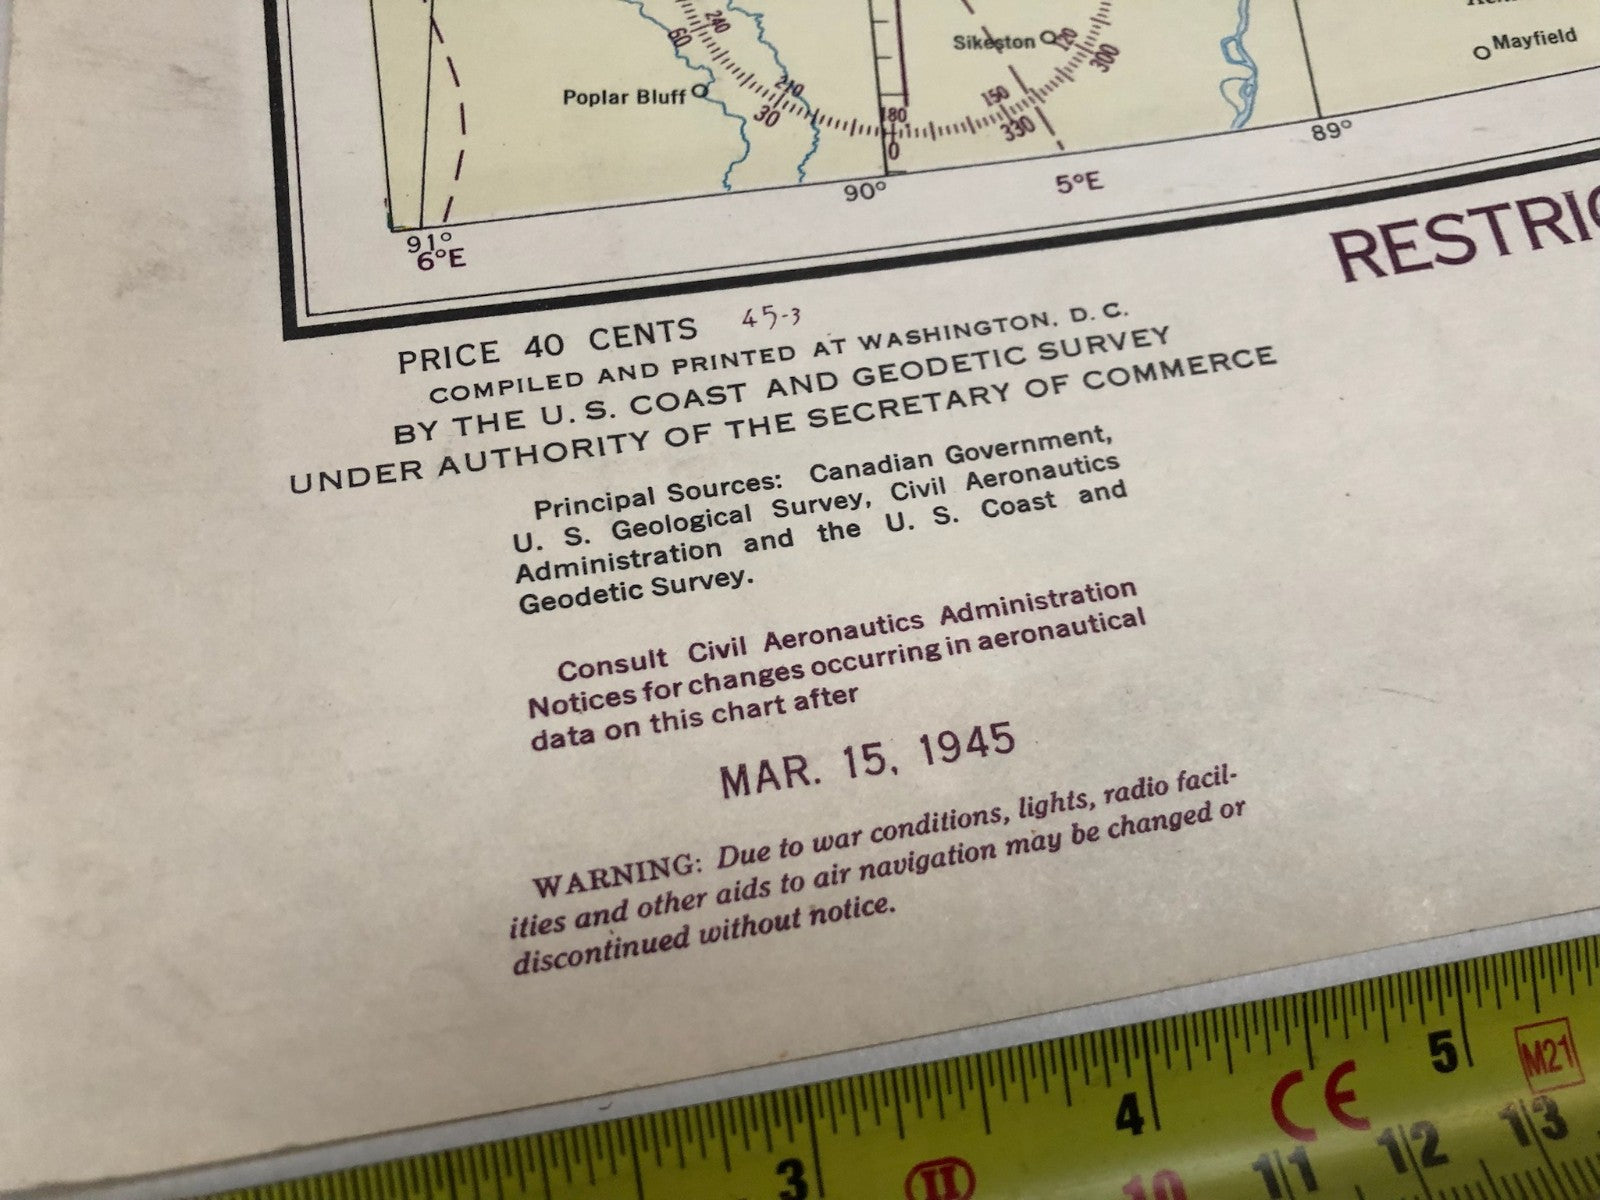 240
60
Sikeston
120
300
Mayfield
Poplar Bluff
210
30
180
0
150
330
89°
90°
5°E
91°
6°E
PRICE 40 CENTS 45-3
COMPILED AND PRINTED AT WASHINGTON, D. C.
BY THE U. S. COAST AND GEODETIC SURVEY
UNDER AUTHORITY OF THE SECRETARY OF COMMERCE
Principal Sources: Canadian Government,
U. S. Geological Survey, Civil Aeronautics
Administration and the U. S. Coast and
Geodetic Survey.
Consult Civil Aeronautics Administration
Notices for changes occurring in aeronautical
data on this chart after
MAR. 15, 1945
WARNING: Due to war conditions, lights, radio facil-
ities and other aids to air navigation may be changed or
discontinued without notice.
3 4 5
II CE M21
10 11 12 13